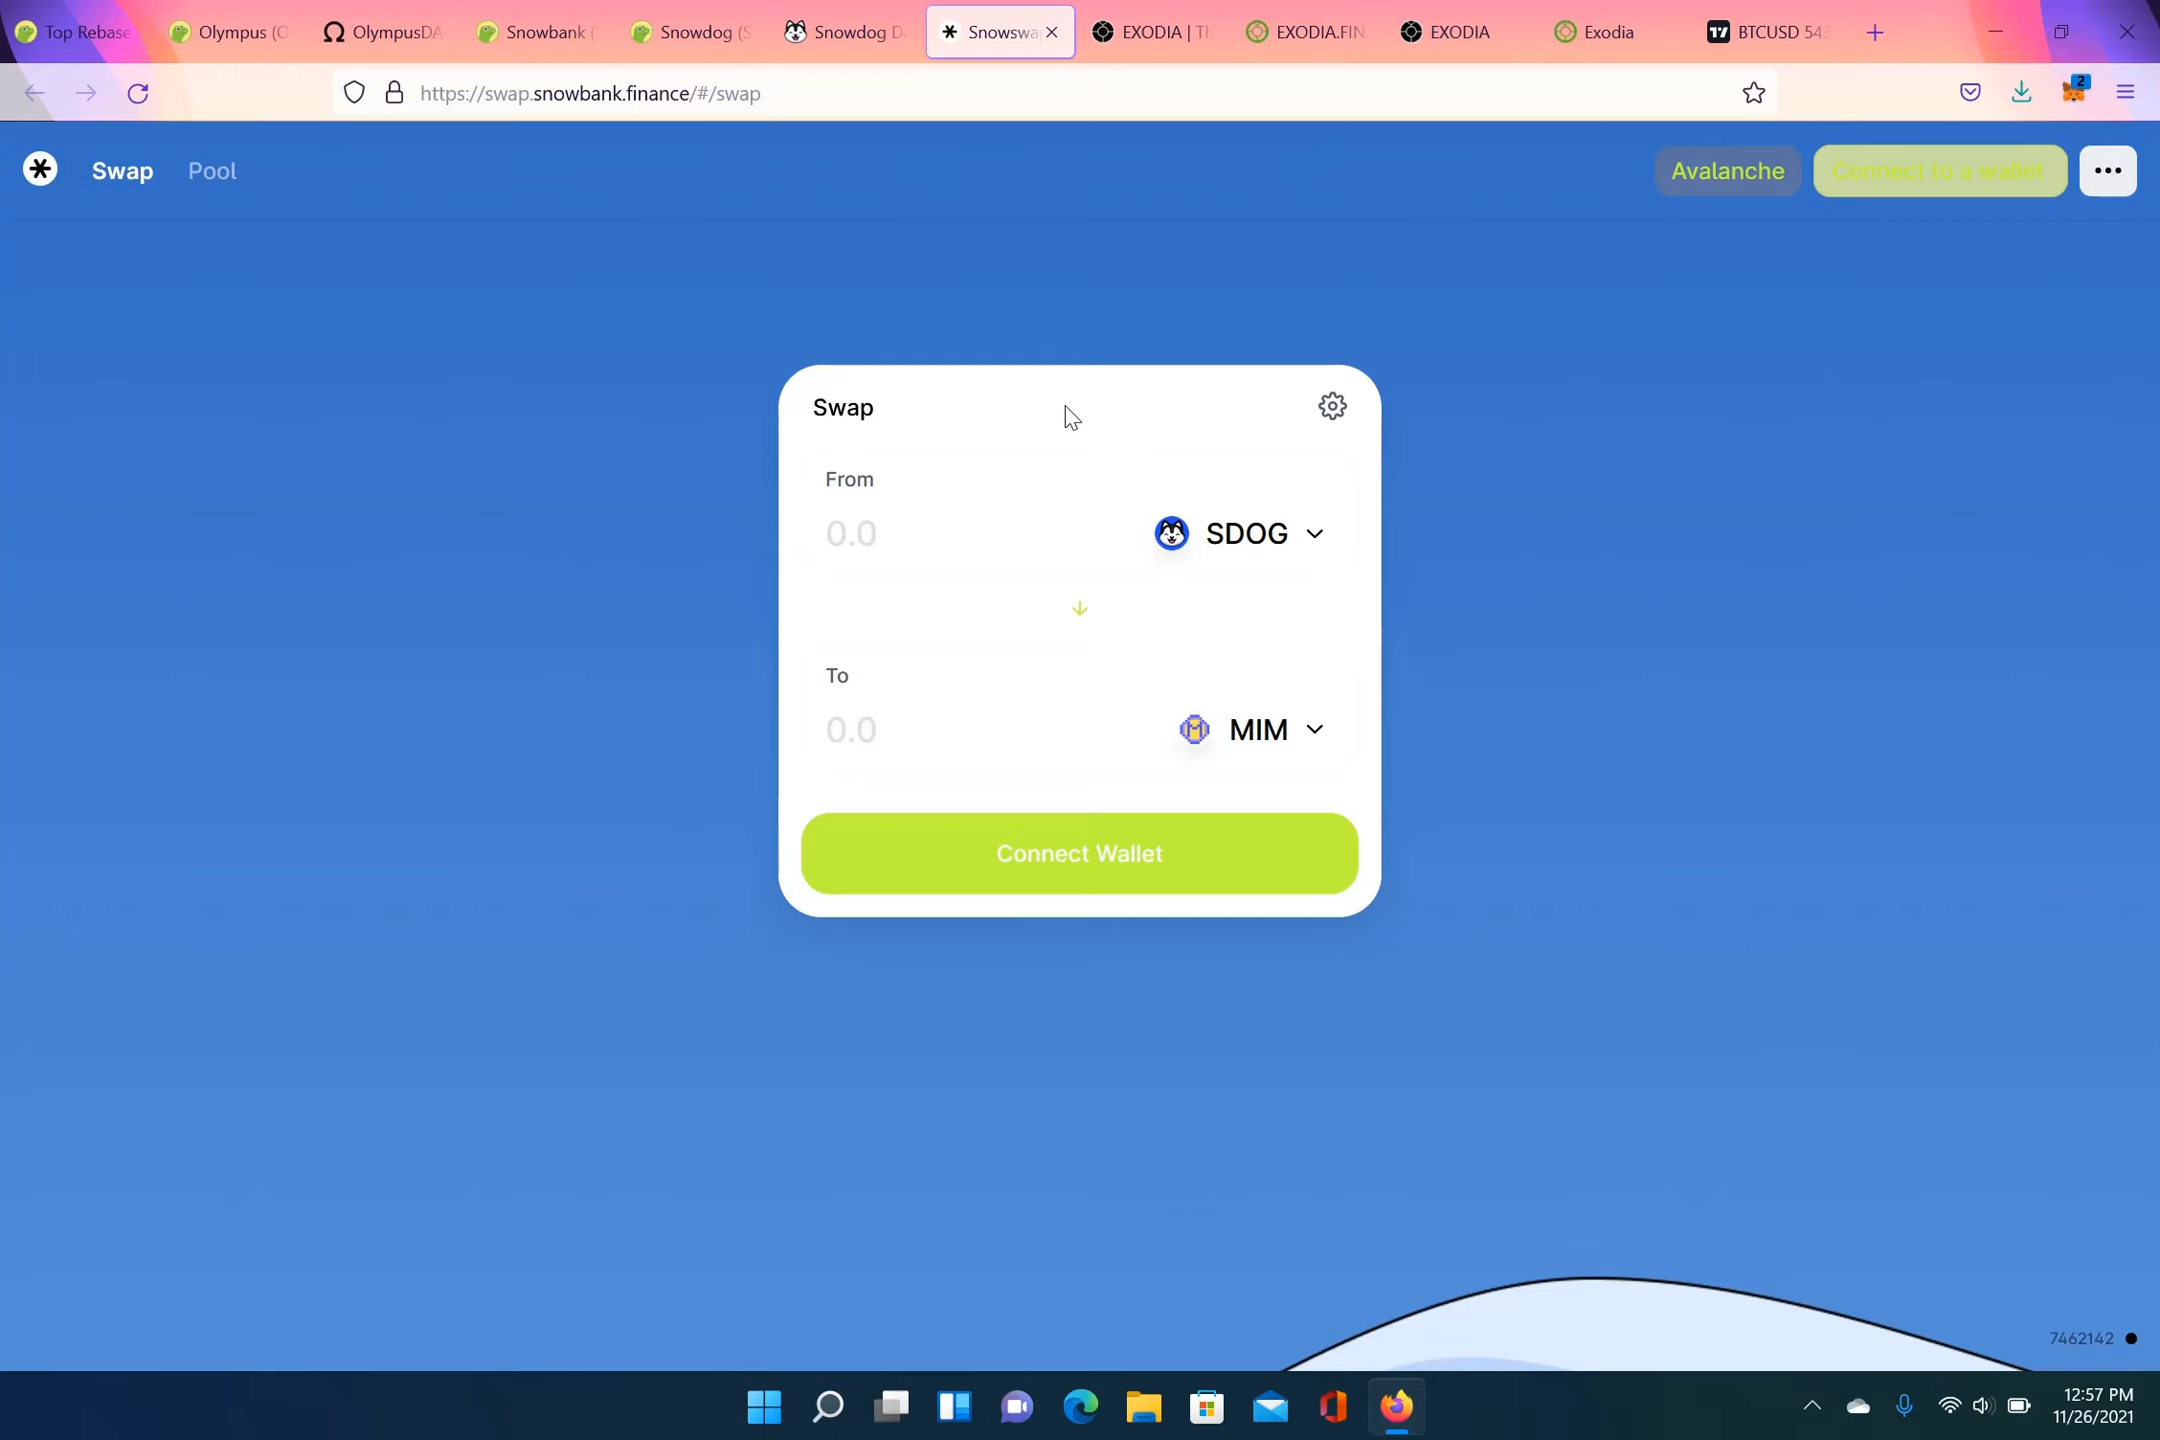 Top Rebase
Olympus (O
OlympusDA
Snowbank (
Snowdog (S
Snowdog D
Snowswa
EXODIA | Th
EXODIA.FIN
EXODIA
Exodia
BTCUSD 543
https://swap.snowbank.finance/#/swap
2
Swap
Pool
Avalanche
Connect to a wallet
Swap
From
0.0
SDOG
To
0.0
MIM
Connect Wallet
7462142
12:57 PM
11/26/2021